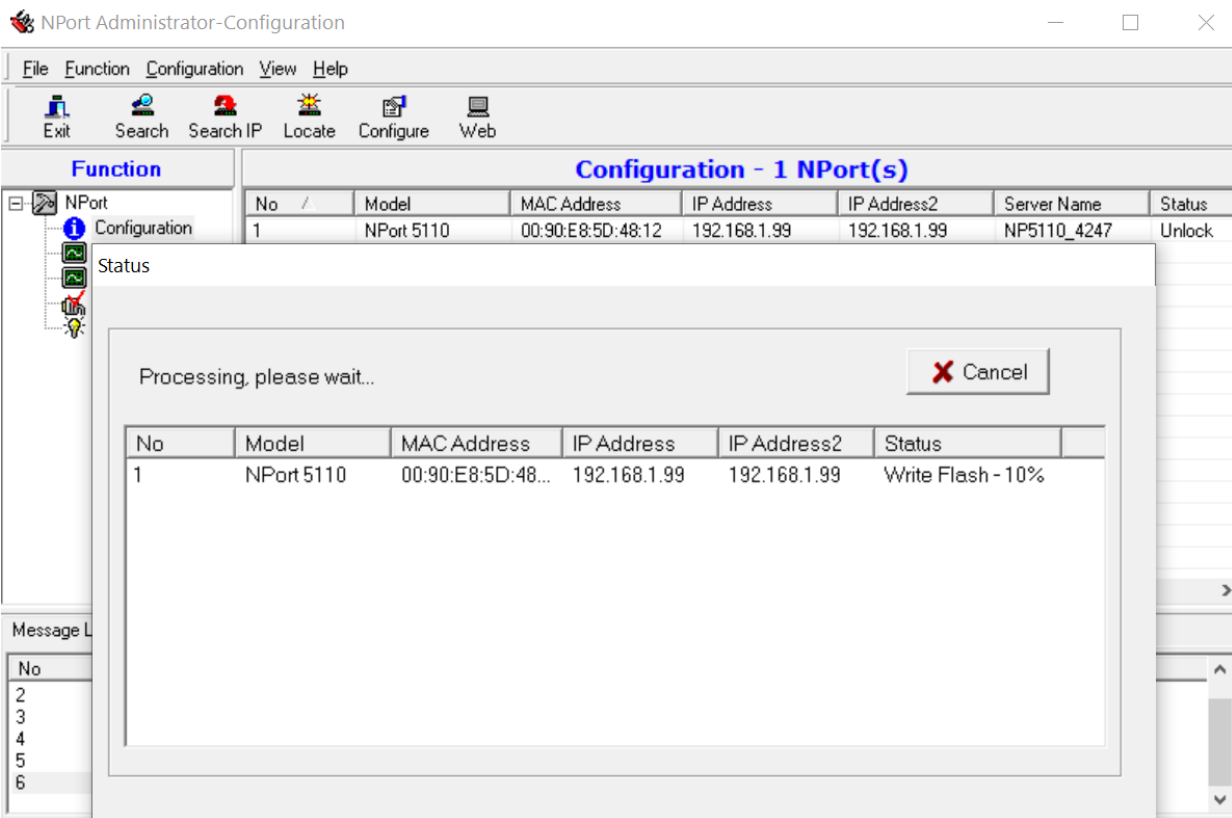 NPort Administrator-Configuration
File Function Configuration View Help
Exit Search Search IP Locate Configure Web
Function
Configuration - 1 NPort(s)
NPort
Configuration
No Model MAC Address IP Address IP Address2 Server Name Status
1 NPort 5110 00:90:E8:5D:48:12 192.168.1.99 192.168.1.99 NP5110_4247 Unlock
Status
Processing, please wait...
Cancel
No Model MAC Address IP Address IP Address2 Status
1 NPort 5110 00:90:E8:5D:48... 192.168.1.99 192.168.1.99 Write Flash - 10%
Message L
No
2
3
4
5
6